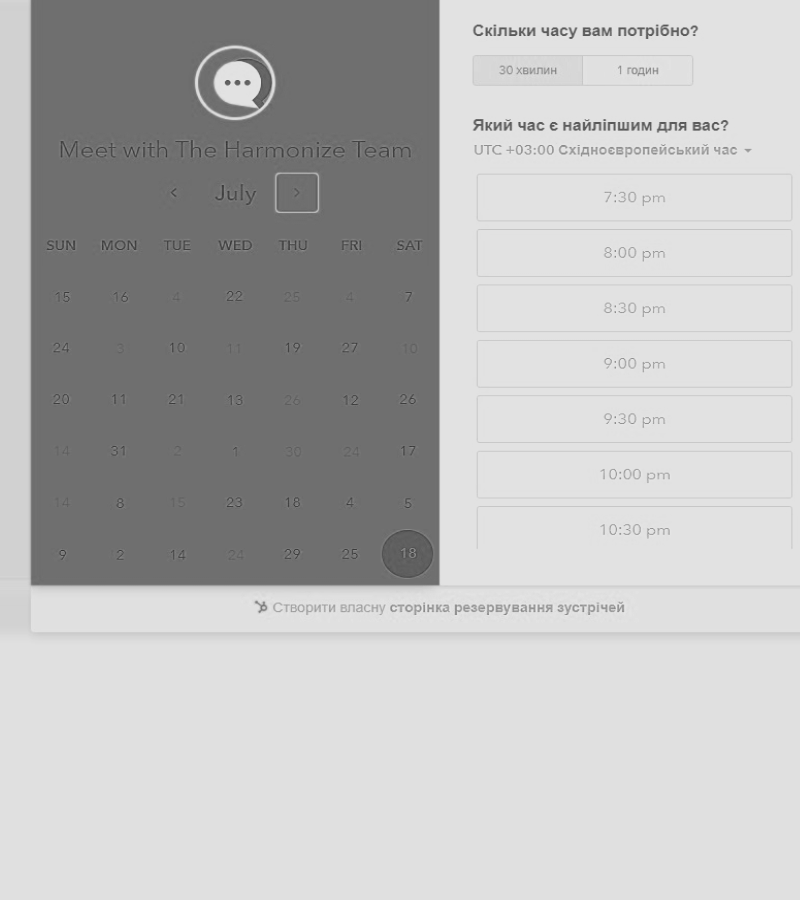 Meet with The Harmonize Team
July
SUN MON TUE WED THU FRI SAT
15 16 4 22 25 4 7
24 3 10 11 19 27 10
20 11 21 13 26 12 26
14 31 2 1 30 24 17
14 8 15 23 18 4 5
9 2 14 24 29 25 18
Скільки часу вам потрібно?
30 хвилин 1 годин
Який час є найліпшим для вас?
UTC +03:00 Східноєвропейський час
7:30 pm
8:00 pm
8:30 pm
9:00 pm
9:30 pm
10:00 pm
10:30 pm
Створити власну сторінка резервування зустрічей